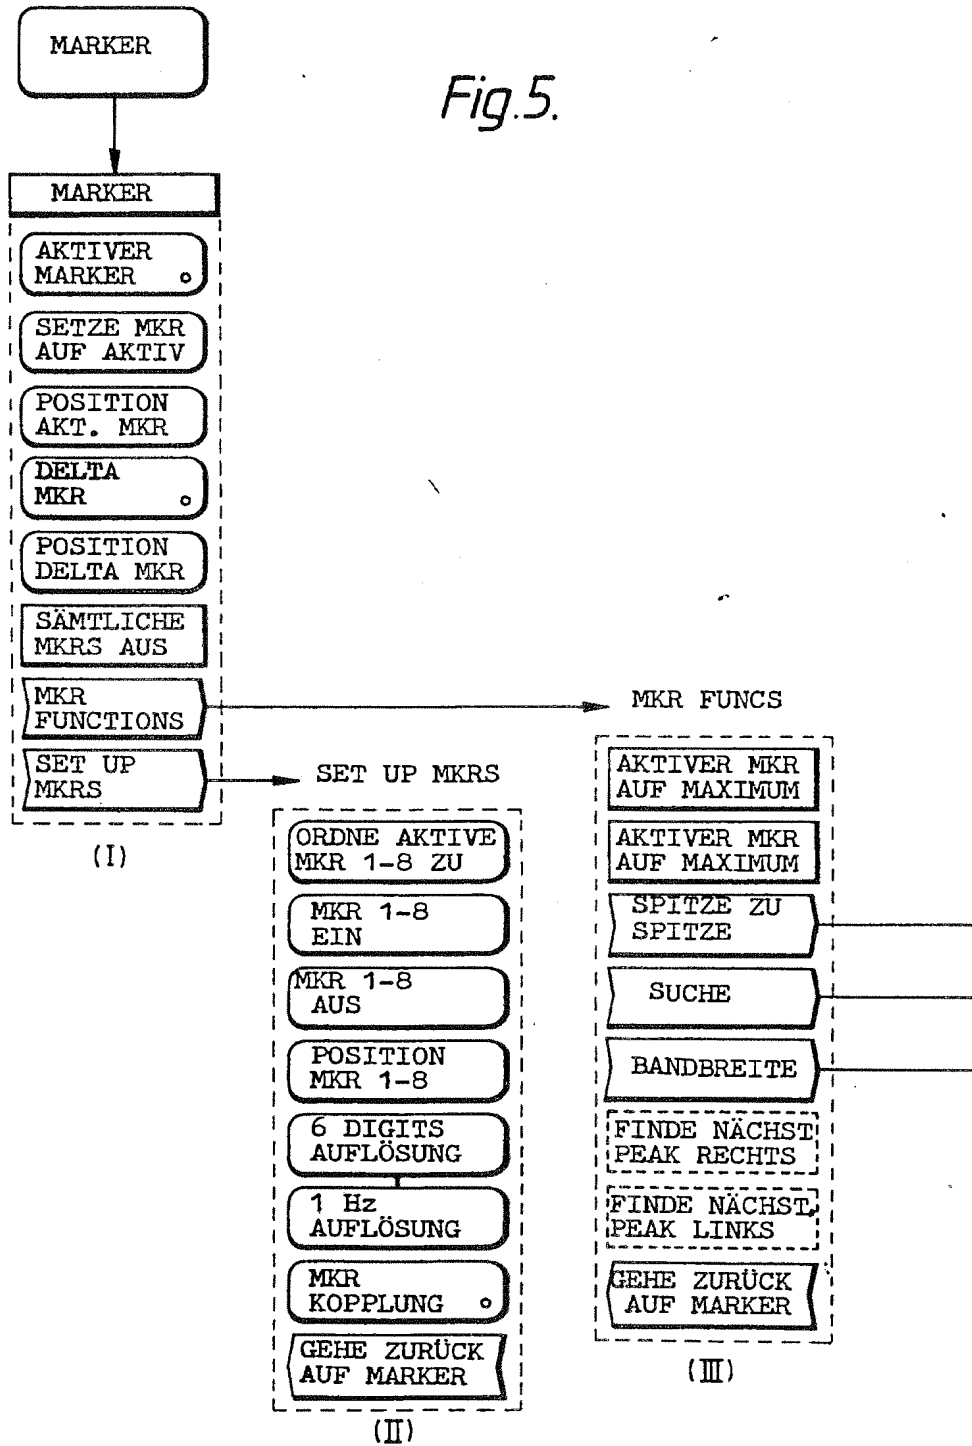 MARKER
Fig.5.
MARKER
AKTIVER
MARKER
SETZE MKR
AUF AKTIV
POSITION
AKT. MKR
DELTA
MKR
POSITION
DELTA MKR
SÄMTLICHE
MKRS AUS
MKR
FUNCTIONS
SET UP
MKRS
(I)
SET UP MKRS
ORDNE AKTIVE
MKR 1-8 ZU
MKR 1-8
EIN
MKR 1-8
AUS
POSITION
MKR 1-8
6 DIGITS
AUFLÖSUNG
1 Hz
AUFLÖSUNG
MKR
KOPPLUNG
GEHE ZURÜCK
AUF MARKER
(II)
MKR FUNCS
AKTIVER MKR
AUF MAXIMUM
AKTIVER MKR
AUF MAXIMUM
SPITZE ZU
SPITZE
SUCHE
BANDBREITE
FINDE NÄCHST
PEAK RECHTS
FINDE NÄCHST.
PEAK LINKS
GEHE ZURÜCK
AUF MARKER
(III)